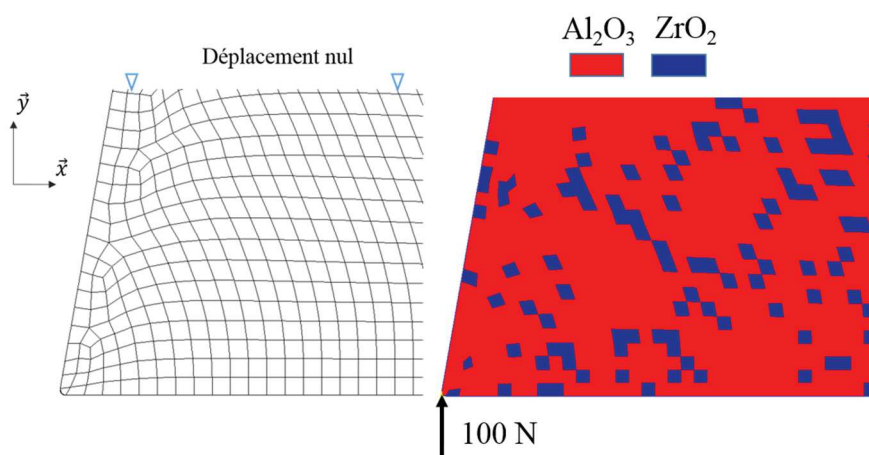 Déplacement nul
y⃗
x⃗
Al₂O₃ ZrO₂
100 N